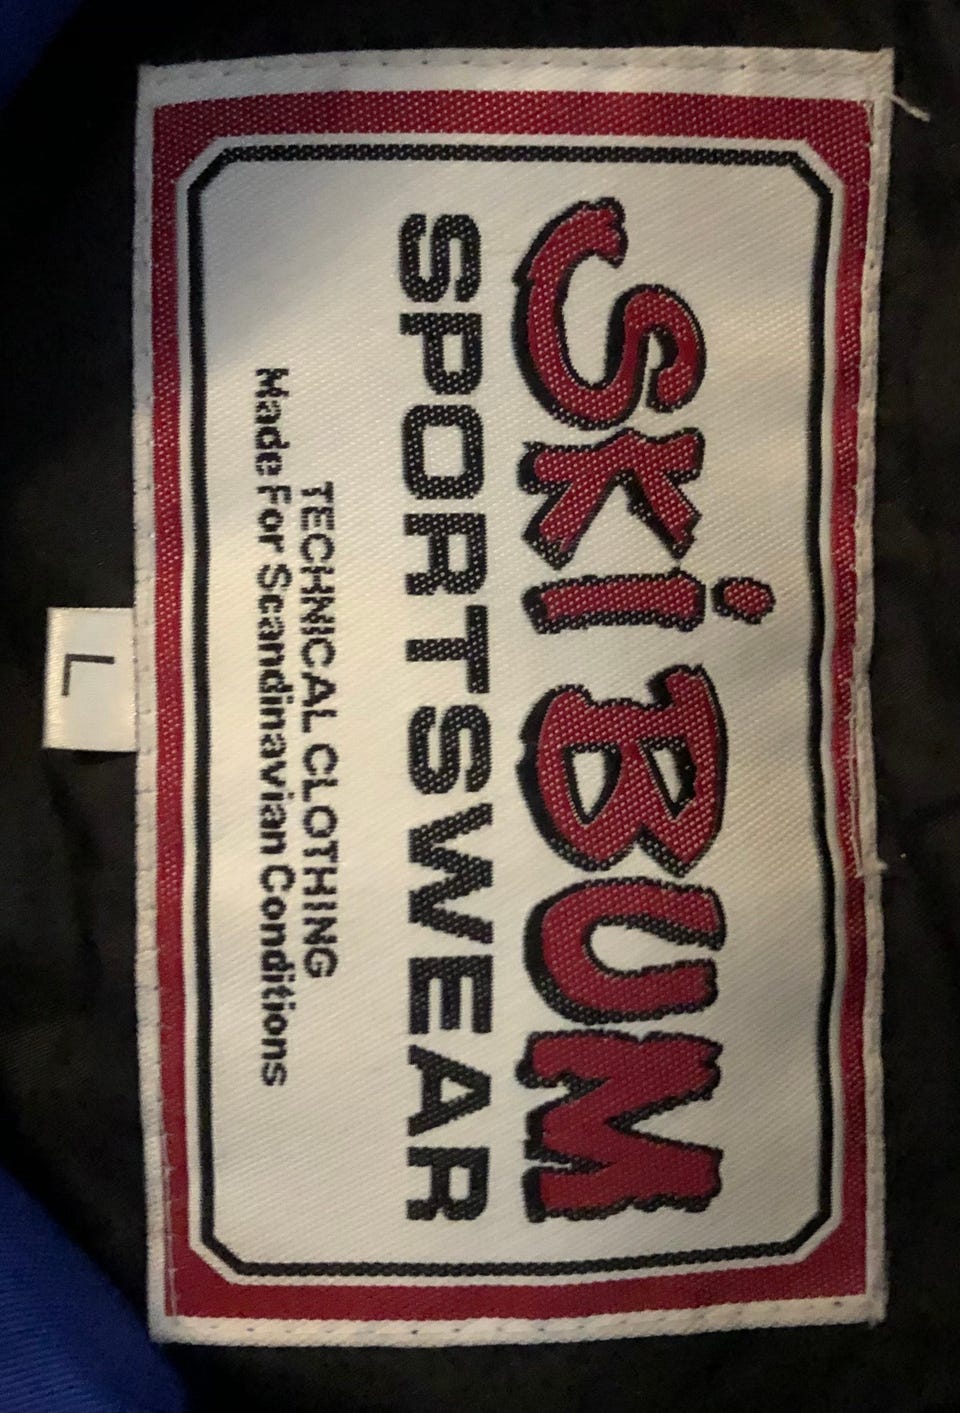 SKi BUM
SPORTSWEAR
TECHNICAL CLOTHING
Made For Scandinavian Conditions
L